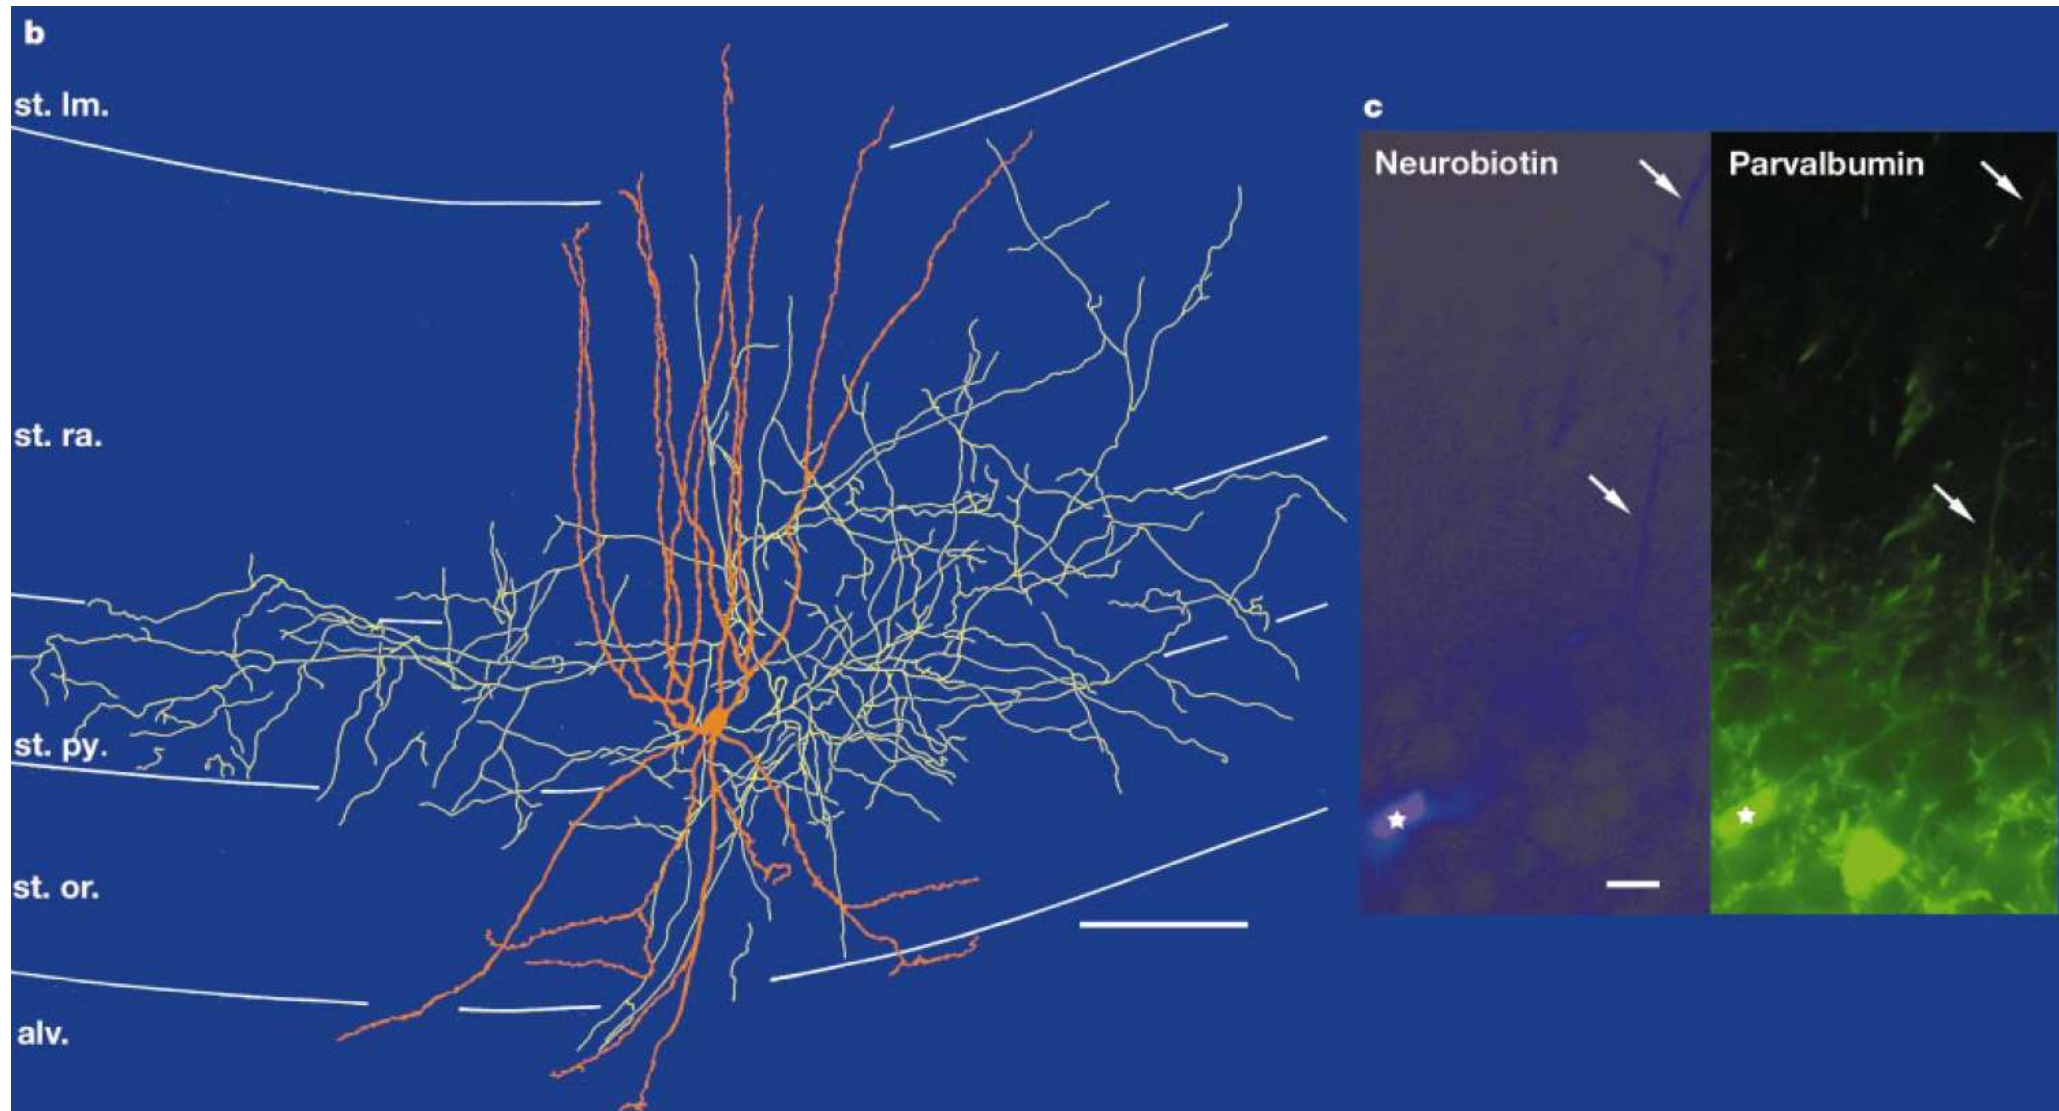 b
st. lm.
st. ra.
st. py.
st. or.
alv.
c
Neurobiotin
Parvalbumin